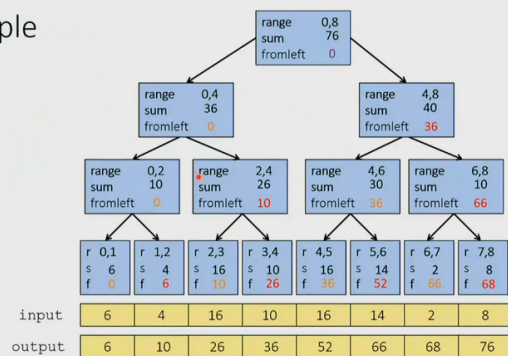 ple
range 0,8
sum 76
fromleft 0
range 0,4
sum 36
fromleft 0
range 4,8
sum 40
fromleft 36
range 0,2
sum 10
fromleft 0
range 2,4
sum 26
fromleft 10
range 4,6
sum 30
fromleft 36
range 6,8
sum 10
fromleft 66
r 0,1
s 6
f 0
r 1,2
s 4
f 6
r 2,3
s 16
f 10
r 3,4
s 10
f 26
r 4,5
s 16
f 36
r 5,6
s 14
f 52
r 6,7
s 2
f 66
r 7,8
s 8
f 68
input 6 4 16 10 16 14 2 8
output 6 10 26 36 52 66 68 76